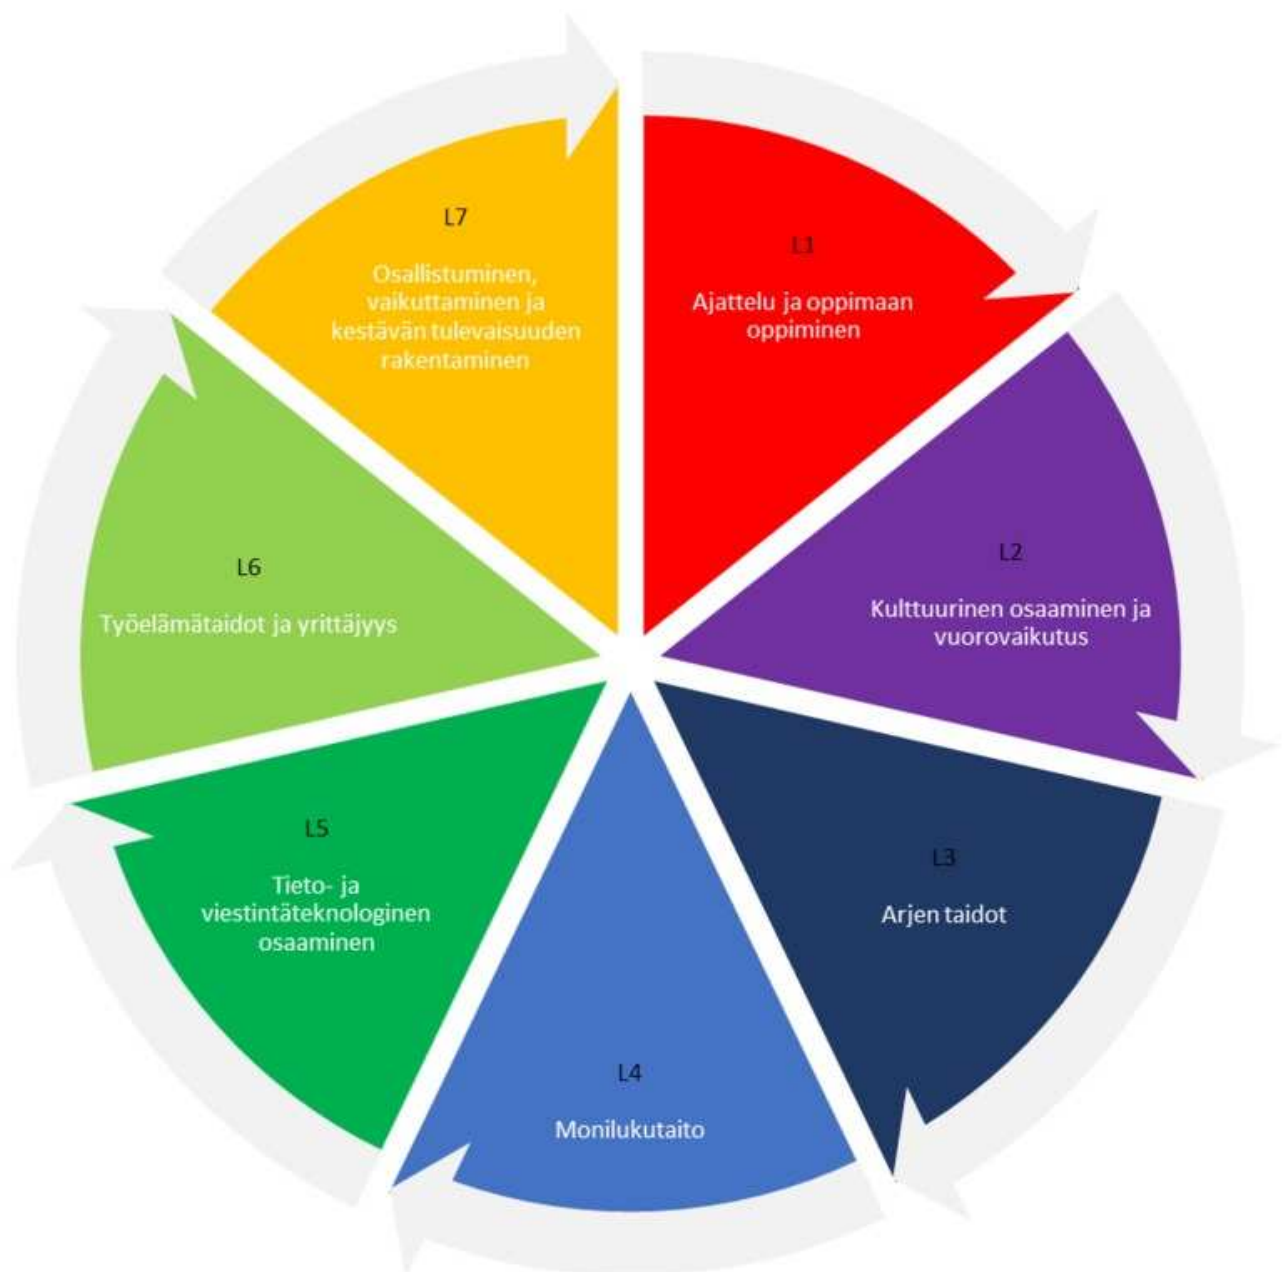 L1
Ajattelu ja oppimaan
oppiminen
L2
Kulttuurinen osaaminen ja
vuorovaikutus
L3
Arjen taidot
L4
Monilukutaito
L5
Tieto- ja
viestintäteknologinen
osaaminen
L6
Työelämätaidot ja yrittäjyys
L7
Osallistuminen,
vaikuttaminen ja
kestävän tulevaisuuden
rakentaminen